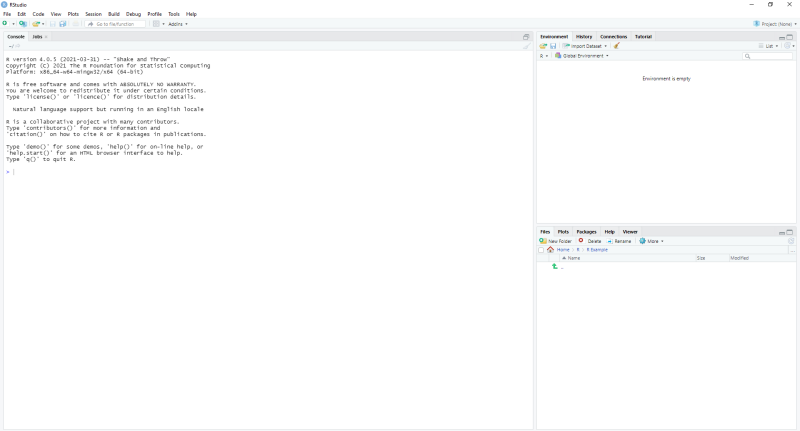 RStudio
File Edit Code View Plots Session Build Debug Profile Tools Help
Go to file/function Addins
Project: (None)
Console Jobs
~/
R version 4.0.5 (2021-03-31) -- "Shake and Throw"
Copyright (C) 2021 The R Foundation for Statistical Computing
Platform: x86_64-w64-mingw32/x64 (64-bit)
R is free software and comes with ABSOLUTELY NO WARRANTY.
You are welcome to redistribute it under certain conditions.
Type 'license()' or 'licence()' for distribution details.
Natural language support but running in an English locale
R is a collaborative project with many contributors.
Type 'contributors()' for more information and
'citation()' on how to cite R or R packages in publications.
Type 'demo()' for some demos, 'help()' for on-line help, or
'help.start()' for an HTML browser interface to help.
Type 'q()' to quit R.
>
Environment History Connections Tutorial
Import Dataset List
R Global Environment
Environment is empty
Files Plots Packages Help Viewer
New Folder Delete Rename More
Home R R Example
Name Size Modified
..